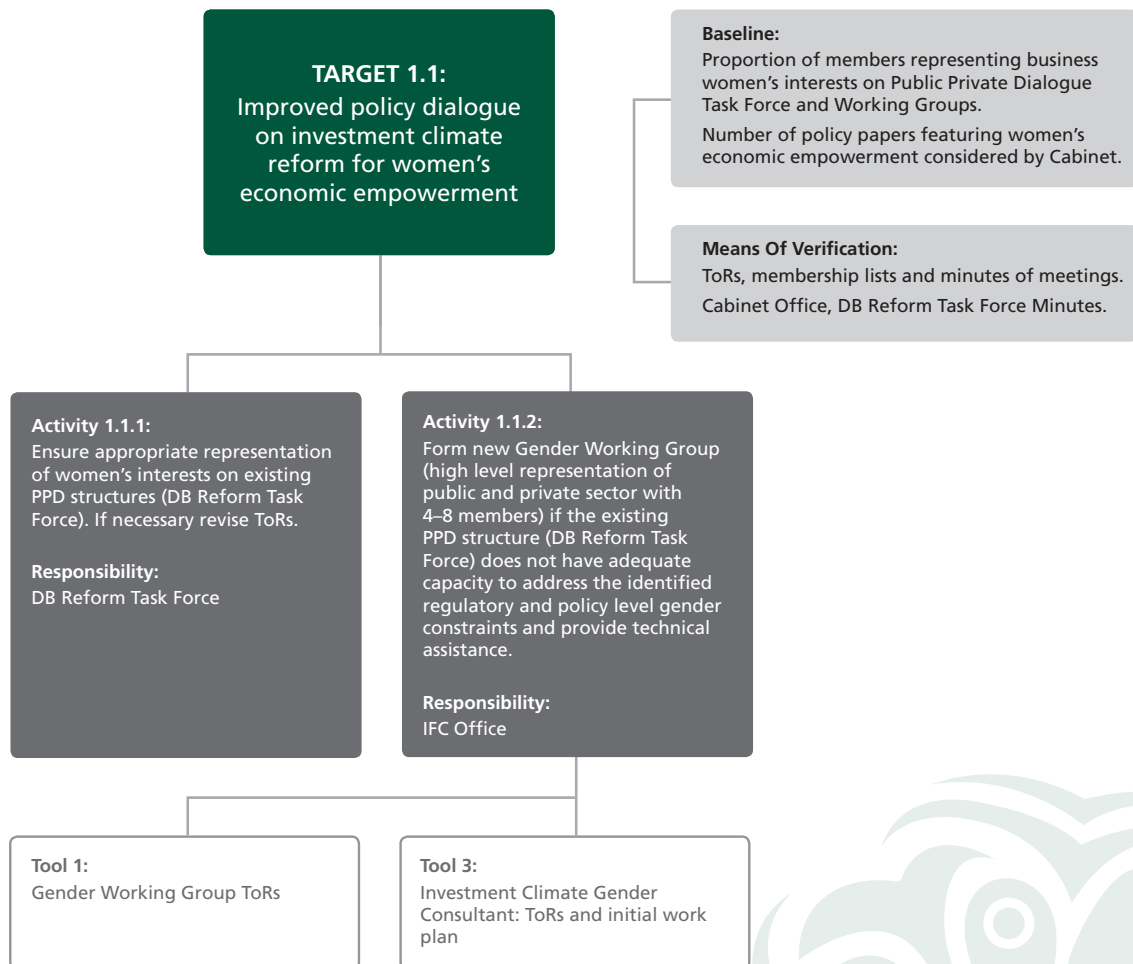 TARGET 1.1:
Improved policy dialogue
on investment climate
reform for women’s
economic empowerment
Baseline:
Proportion of members representing business
women’s interests on Public Private Dialogue
Task Force and Working Groups.
Number of policy papers featuring women’s
economic empowerment considered by Cabinet.
Means Of Verification:
ToRs, membership lists and minutes of meetings.
Cabinet Office, DB Reform Task Force Minutes.
Activity 1.1.1:
Ensure appropriate representation
of women’s interests on existing
PPD structures (DB Reform Task
Force). If necessary revise ToRs.
Responsibility:
DB Reform Task Force
Activity 1.1.2:
Form new Gender Working Group
(high level representation of
public and private sector with
4–8 members) if the existing
PPD structure (DB Reform Task
Force) does not have adequate
capacity to address the identified
regulatory and policy level gender
constraints and provide technical
assistance.
Responsibility:
IFC Office
Tool 1:
Gender Working Group ToRs
Tool 3:
Investment Climate Gender
Consultant: ToRs and initial work
plan